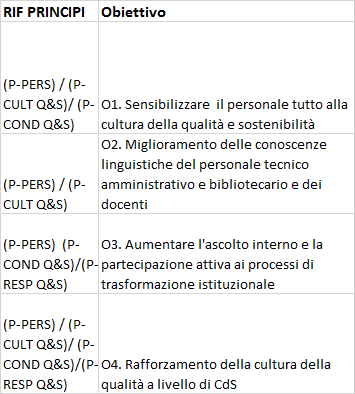 RIF PRINCIPI Obiettivo
(P-PERS) / (P-
CULT Q&S)/ (P-
COND Q&S)
O1. Sensibilizzare  il personale tutto alla
cultura della qualità e sostenibilità
(P-PERS) / (P-
CULT Q&S)
O2. Miglioramento delle conoscenze
linguistiche del personale tecnico
amministrativo e bibliotecario e dei
docenti
(P-PERS)  (P-
COND Q&S)/(P-
RESP Q&S)
O3. Aumentare l'ascolto interno e la
partecipazione attiva ai processi di
trasformazione istituzionale
(P-PERS) / (P-
CULT Q&S)/ (P-
COND Q&S)/(P-
RESP Q&S)
O4. Rafforzamento della cultura della
qualità a livello di CdS